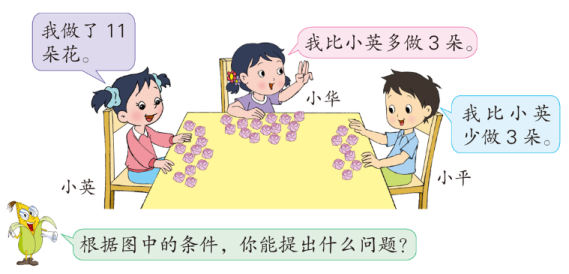 我做了 11
朵花。
我比小英多做 3 朵。
小华
我 比 小 英
少做 3 朵。
小英
小平
根据图中的条件，你能提出什么问题？